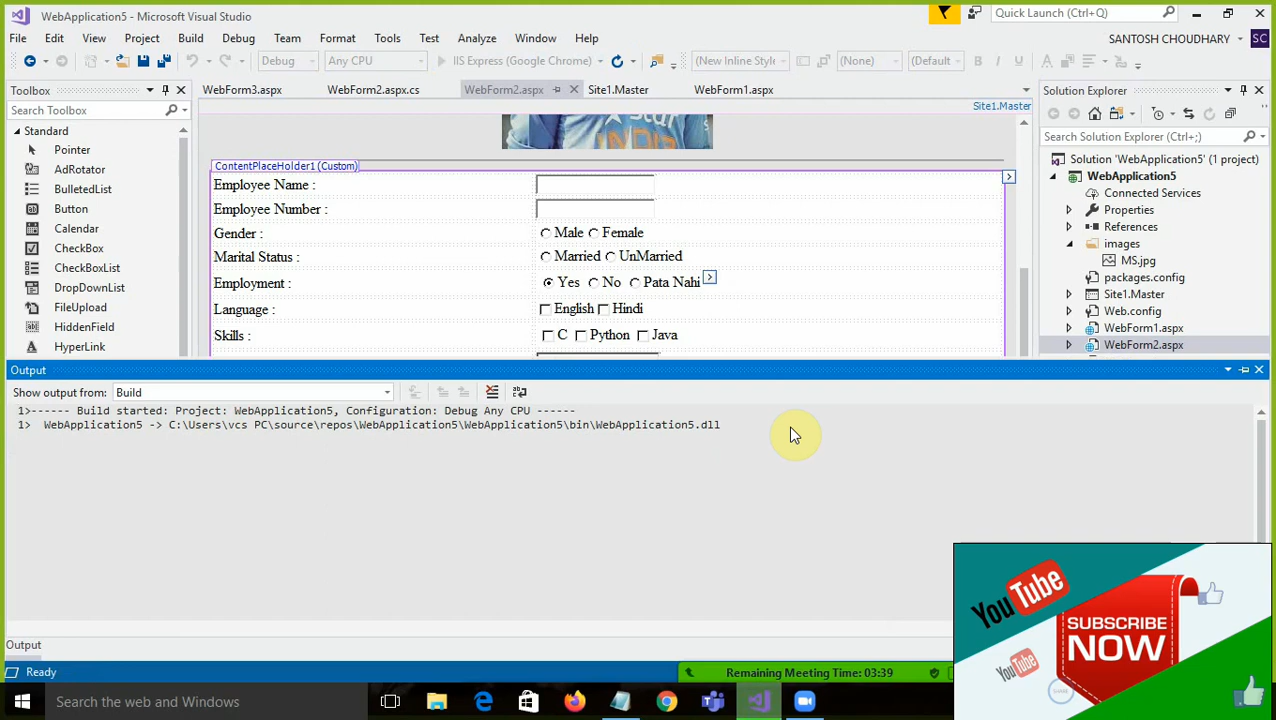 WebApplication5 - Microsoft Visual Studio
Quick Launch (Ctrl+Q)
File Edit View Project Build Debug Team Format Tools Test Analyze Window Help
SANTOSH CHOUDHARY SC
Debug Any CPU IIS Express (Google Chrome) (New Inline Style (None) (Default
Toolbox
WebForm3.aspx WebForm2.aspx.cs WebForm2.aspx Site1.Master WebForm1.aspx
Solution Explorer
Search Toolbox
Site1.Master
Search Solution Explorer (Ctrl+;)
Standard
Pointer
AdRotator
BulletedList
Button
Calendar
CheckBox
CheckBoxList
DropDownList
FileUpload
HiddenField
HyperLink
INDIA
ContentPlaceHolder1 (Custom)
Employee Name :
Employee Number :
Gender : Male Female
Marital Status : Married UnMarried
Employment : Yes No Pata Nahi
Language : English Hindi
Skills : C Python Java
Solution 'WebApplication5' (1 project)
WebApplication5
Connected Services
Properties
References
images
MS.jpg
packages.config
Site1.Master
Web.config
WebForm1.aspx
WebForm2.aspx
Output
Show output from: Build
1>------ Build started: Project: WebApplication5, Configuration: Debug Any CPU ------
1> WebApplication5 -> C:\Users\vcs PC\source\repos\WebApplication5\WebApplication5\bin\WebApplication5.dll
Output
Ready
Remaining Meeting Time: 03:39
Search the web and Windows
YouTube
SUBSCRIBE
NOW
YouTube